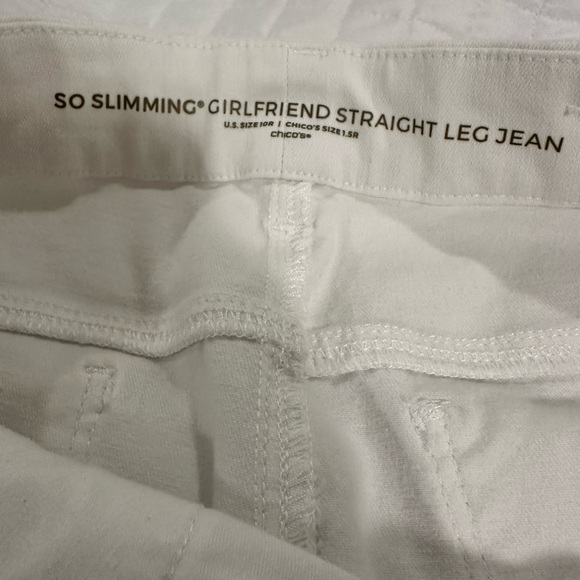 SO SLIMMING® GIRLFRIEND STRAIGHT LEG JEAN
U.S. SIZE 10R | CHICO'S SIZE 1.5R
chico's®